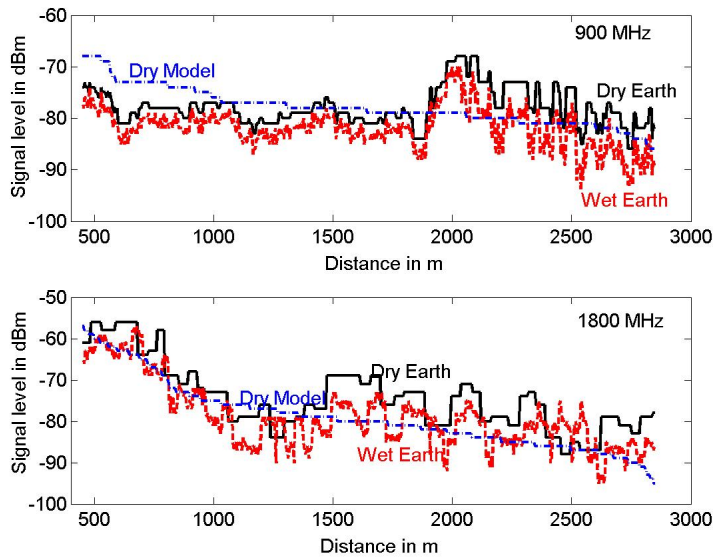 -60
900 MHz
Dry Model
-70
Dry Earth
-80
-90
Wet Earth
-100
Signal level in dBm
500 1000 1500 2000 2500 3000
Distance in m
-50
1800 MHz
-60
Dry Earth
-70
Dry Model
-80
Wet Earth
-90
-100
Signal level in dBm
500 1000 1500 2000 2500 3000
Distance in m